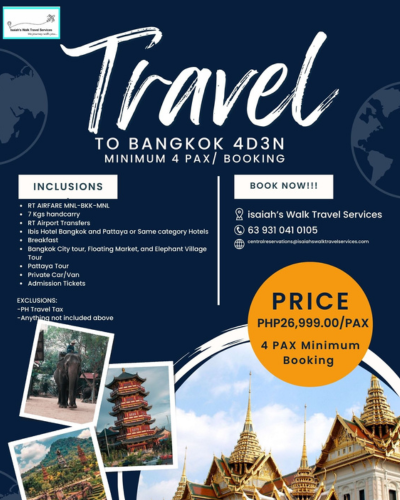 Isaiah's Walk Travel Services
Travel
TO BANGKOK 4D3N
MINIMUM 4 PAX/ BOOKING
INCLUSIONS
• RT AIRFARE MNL-BKK-MNL
• 7 Kgs handcarry
• RT Airport Transfers
• Ibis Hotel Bangkok and Pattaya or Same category Hotels
• Breakfast
• Bangkok City tour, Floating Market, and Elephant Village
Tour
• Pattaya Tour
• Private Car/Van
• Admission Tickets
EXCLUSIONS:
-PH Travel Tax
-Anything not included above
BOOK NOW!!!
isaiah's Walk Travel Services
63 931 041 0105
centralreservations@isaiahswalktravelservices.com
PRICE
PHP26,999.00/PAX
4 PAX Minimum
Booking